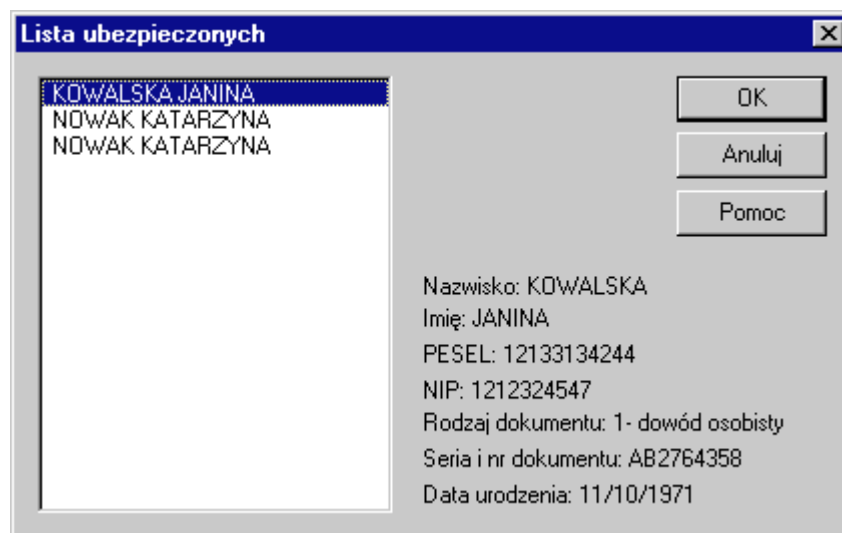 Lista ubezpieczonych
KOWALSKA JANINA
NOWAK KATARZYNA
NOWAK KATARZYNA
OK
Anuluj
Pomoc
Nazwisko: KOWALSKA
Imię: JANINA
PESEL: 12133134244
NIP: 1212324547
Rodzaj dokumentu: 1- dowód osobisty
Seria i nr dokumentu: AB2764358
Data urodzenia: 11/10/1971